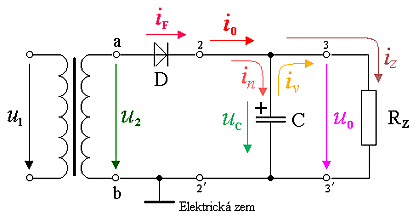 a
i_F
2
i_0
3
i_z
D
i_n
i_v
u_1
u_2
u_C
C
u_0
R_z
b
2'
3'
Elektrická zem